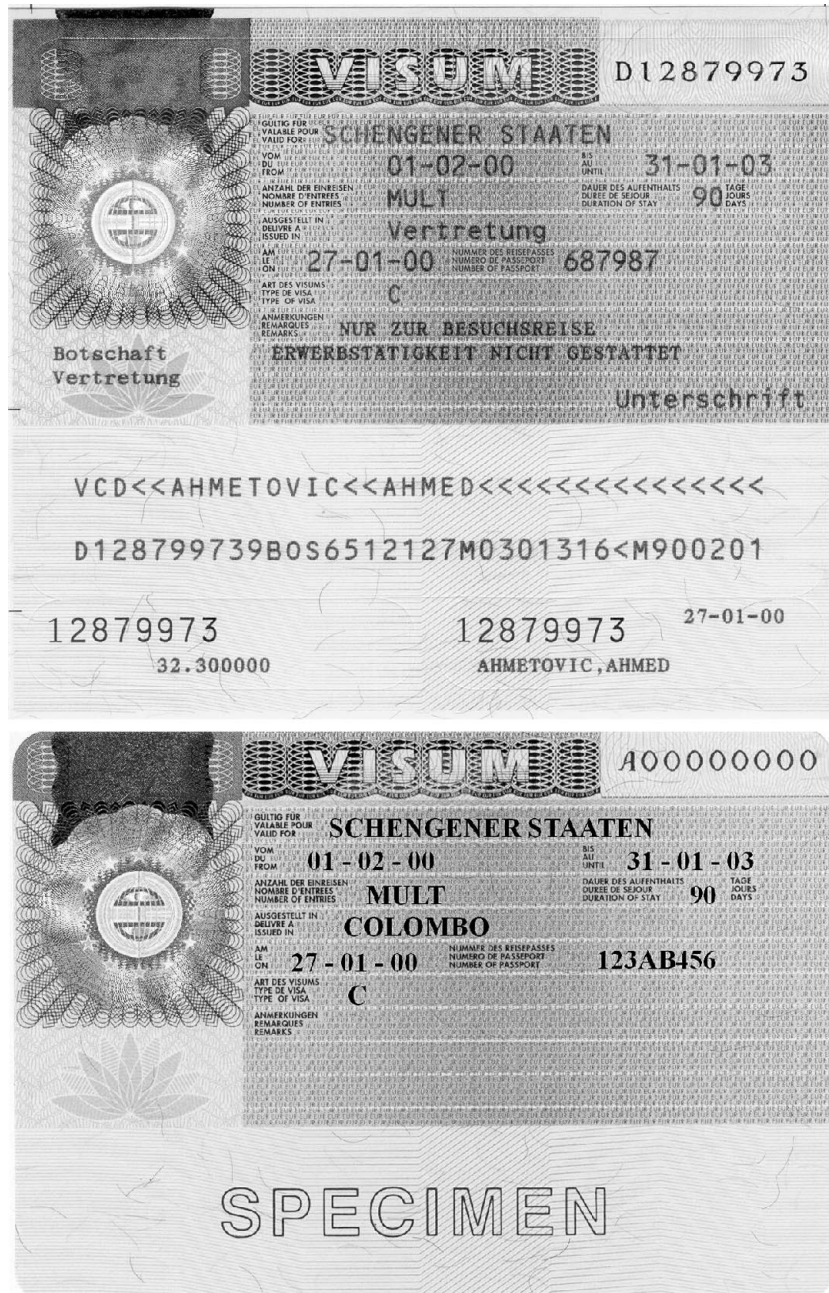 VISUM
D12879973
GÜLTIG FÜR
VALABLE POUR
VALID FOR
SCHENGENER STAATEN
VOM
DU
FROM
01-02-00
BIS
AU
UNTIL
31-01-03
ANZAHL DER EINREISEN
NOMBRE D'ENTREES
NUMBER OF ENTRIES
MULT
DAUER DES AUFENTHALTS
DUREE DE SEJOUR
DURATION OF STAY
90
TAGE
JOURS
DAYS
AUSGESTELLT IN
DELIVRE A
ISSUED IN
Vertretung
AM
LE
ON
27-01-00
NUMMER DES REISEPASSES
NUMERO DE PASSEPORT
NUMBER OF PASSPORT
687987
ART DES VISUMS
TYPE DE VISA
TYPE OF VISA
C
ANMERKUNGEN
REMARQUES
REMARKS
NUR ZUR BESUCHSREISE
ERWERBSTÄTIGKEIT NICHT GESTATTET
Botschaft
Vertretung
Unterschrift
VCD<<AHMETOVIC<<AHMED<<<<<<<<<<<<<<<
D128799739BOS6512127M0301316<M900201
12879973
32.300000
12879973
27-01-00
AHMETOVIC,AHMED
VISUM
A00000000
GÜLTIG FÜR
VALABLE POUR
VALID FOR
SCHENGENER STAATEN
VOM
DU
FROM
01 - 02 - 00
BIS
AU
UNTIL
31 - 01 - 03
ANZAHL DER EINREISEN
NOMBRE D'ENTREES
NUMBER OF ENTRIES
MULT
DAUER DES AUFENTHALTS
DUREE DE SEJOUR
DURATION OF STAY
90
TAGE
JOURS
DAYS
AUSGESTELLT IN
DELIVRE A
ISSUED IN
COLOMBO
AM
LE
ON
27 - 01 - 00
NUMMER DES REISEPASSES
NUMERO DE PASSEPORT
NUMBER OF PASSPORT
123AB456
ART DES VISUMS
TYPE DE VISA
TYPE OF VISA
C
ANMERKUNGEN
REMARQUES
REMARKS
SPECIMEN